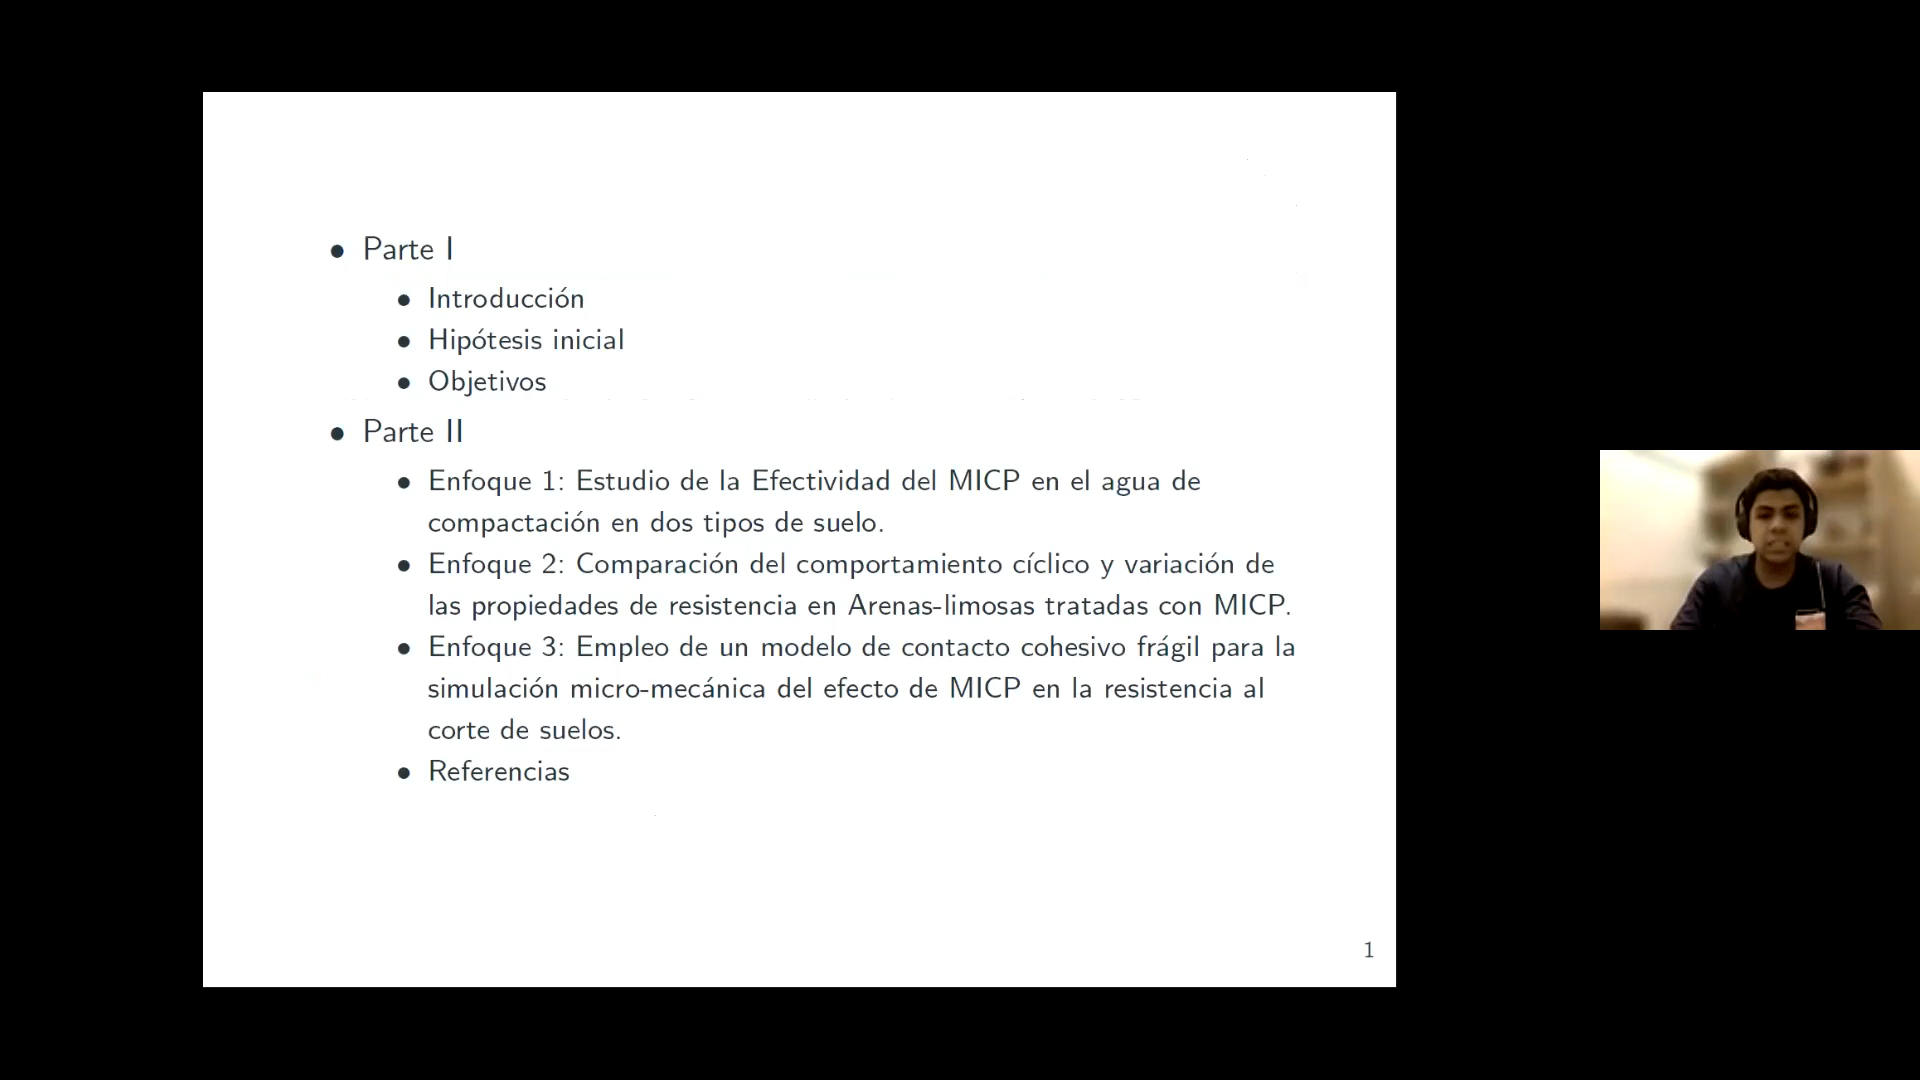 Parte I
Introducción
Hipótesis inicial
Objetivos
Parte II
Enfoque 1: Estudio de la Efectividad del MICP en el agua de
compactación en dos tipos de suelo.
Enfoque 2: Comparación del comportamiento cíclico y variación de
las propiedades de resistencia en Arenas-limosas tratadas con MICP.
Enfoque 3: Empleo de un modelo de contacto cohesivo frágil para la
simulación micro-mecánica del efecto de MICP en la resistencia al
corte de suelos.
Referencias
1